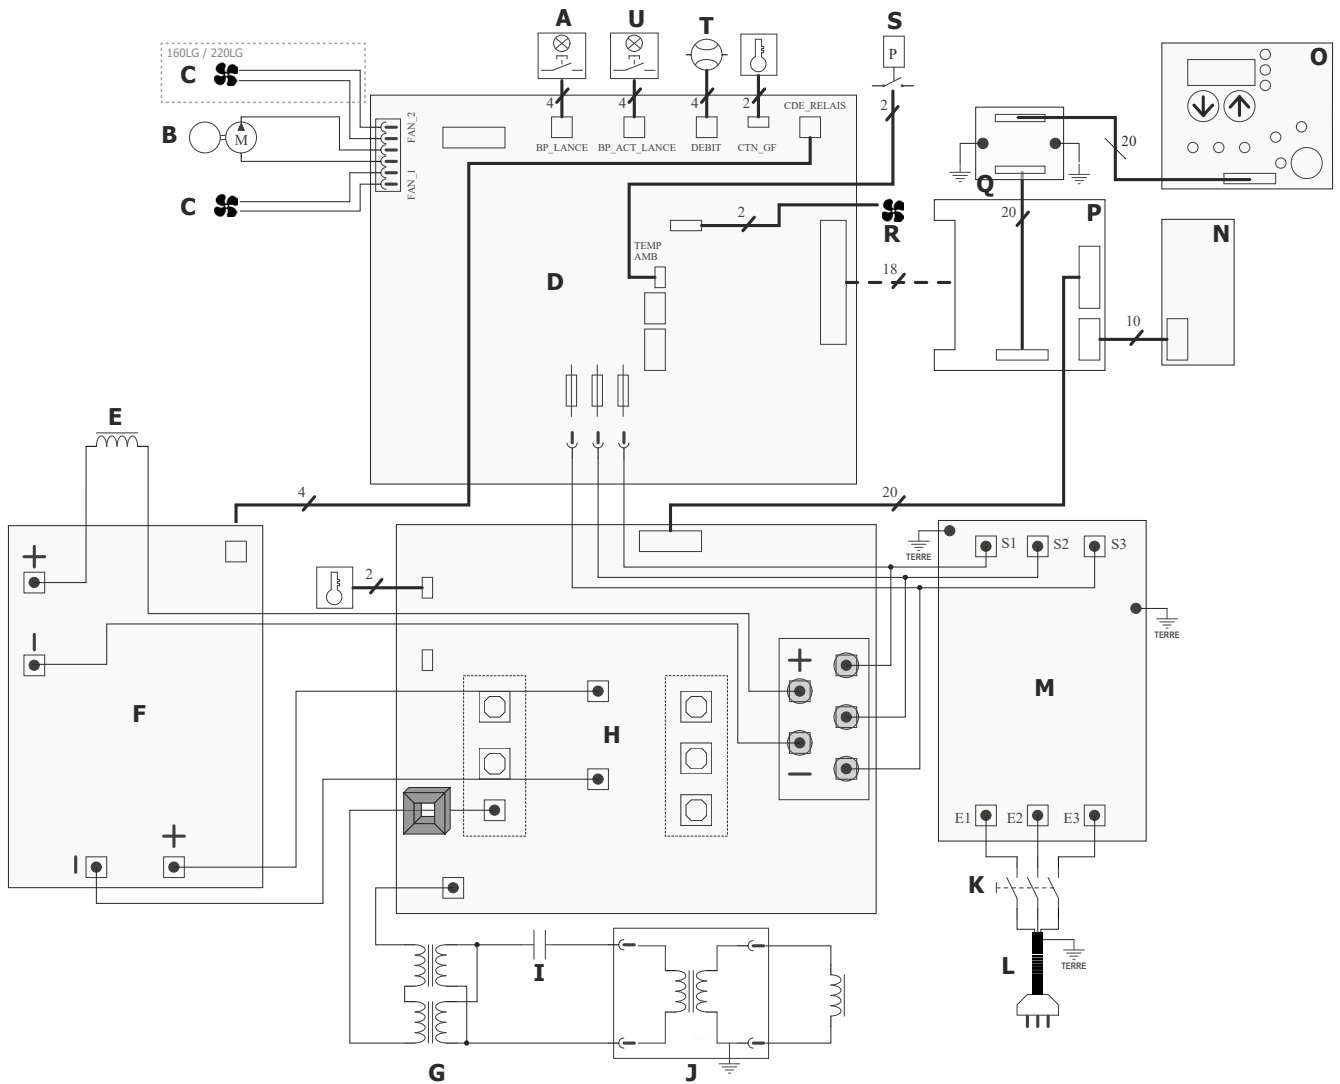 A
U
T
S
160LG / 220LG
C
P
O
4
4
4
2
2
CDE_RELAIS
FAN_2
B
M
BP_LANCE
BP_ACT_LANCE
DEBIT
CTN_GF
20
FAN_1
Q
C
20
P
2
R
N
TEMP
AMB
18
D
10
E
4
20
TERRE
S1
S2
S3
+
2
TERRE
I
+
M
F
H
−
E1
E2
E3
+
I
K
L
TERRE
I
G
J